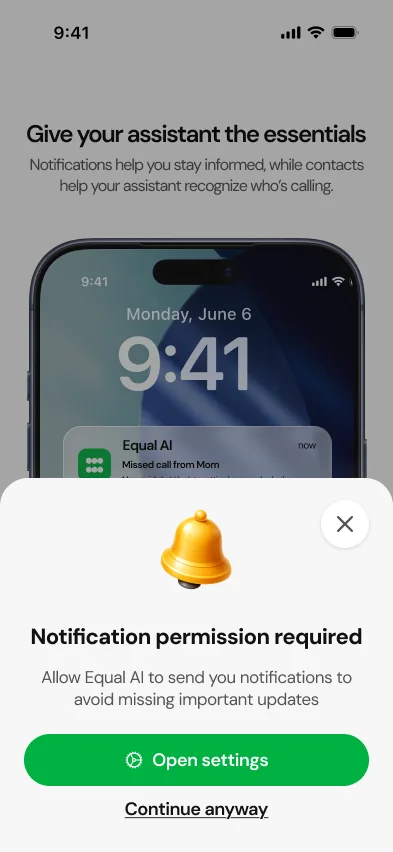 9:41
Give your assistant the essentials
Notifications help you stay informed, while contacts
help your assistant recognize who's calling.
9:41
Monday, June 6
9:41
Equal AI
now
Missed call from Mom
Notification permission required
Allow Equal AI to send you notifications to
avoid missing important updates
Open settings
Continue anyway